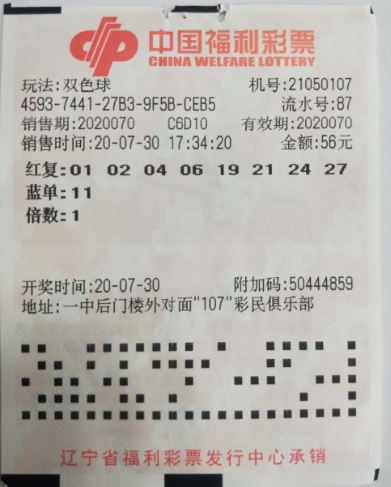 中国福利彩票
CHINA WELFARE LOTTERY
玩法:双色球 机号:21050107
4593-7441-27B3-9F5B-CEB5 流水号:87
销售期:2020070 C6D10 有效期:2020070
销售时间:20-07-30 17:34:20 金额:56元
红复:01 02 04 06 19 21 24 27
蓝单:11
倍数:1
开奖时间:20-07-30 附加码:50444859
地址:一中后门楼外对面"107"彩民俱乐部
辽宁省福利彩票发行中心承销